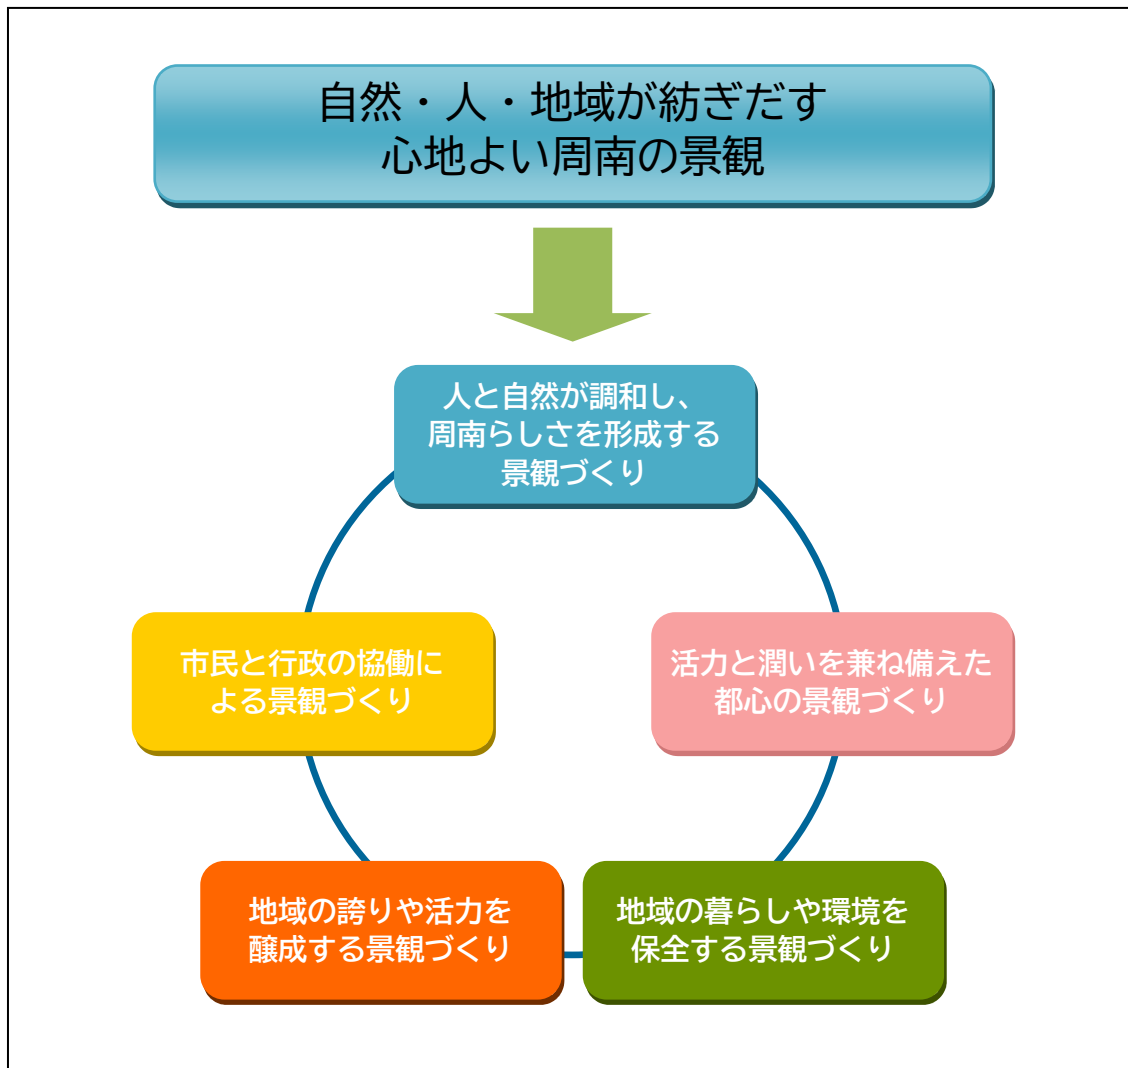 自然・人・地域が紡ぎだす
心地よい周南の景観
人と自然が調和し、
周南らしさを形成する
景観づくり
市民と行政の協働に
よる景観づくり
活力と潤いを兼ね備えた
都心の景観づくり
地域の誇りや活力を
醸成する景観づくり
地域の暮らしや環境を
保全する景観づくり